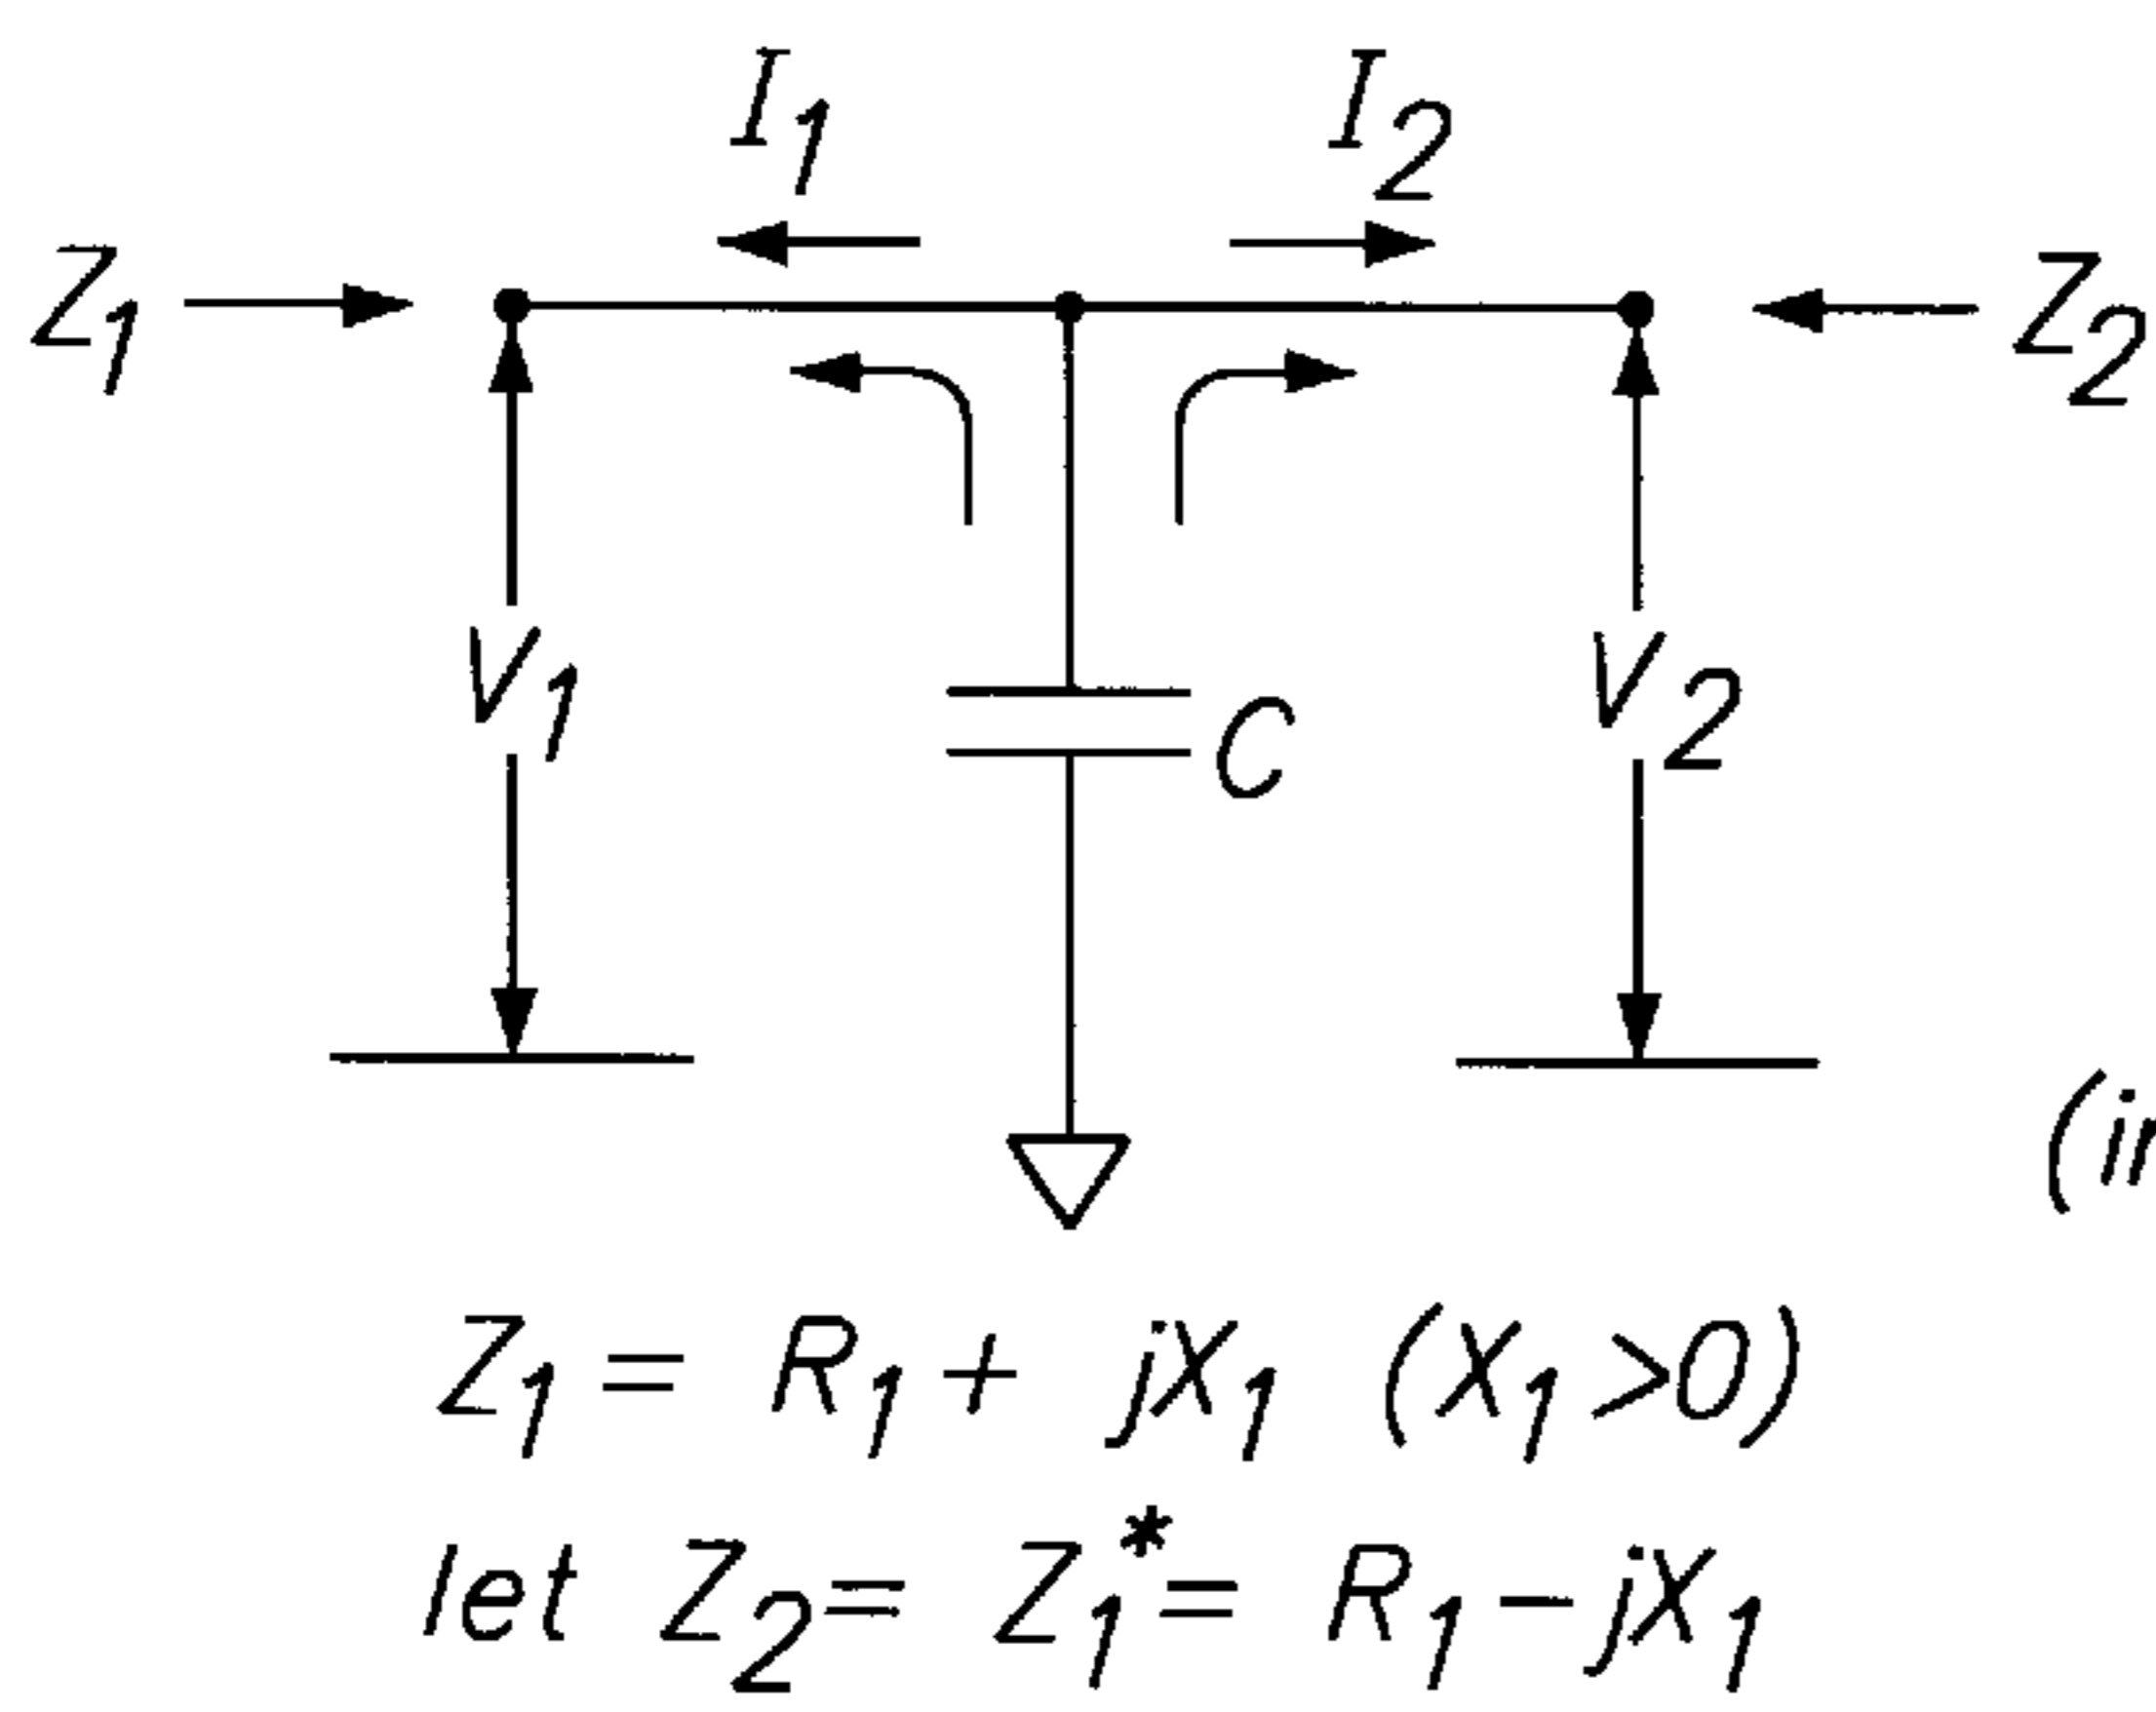 I1 I2
Z1 Z2
V1 C V2
Z1 = R1 + jX1 (X1>0)
let Z2 = Z1* = R1 - jX1